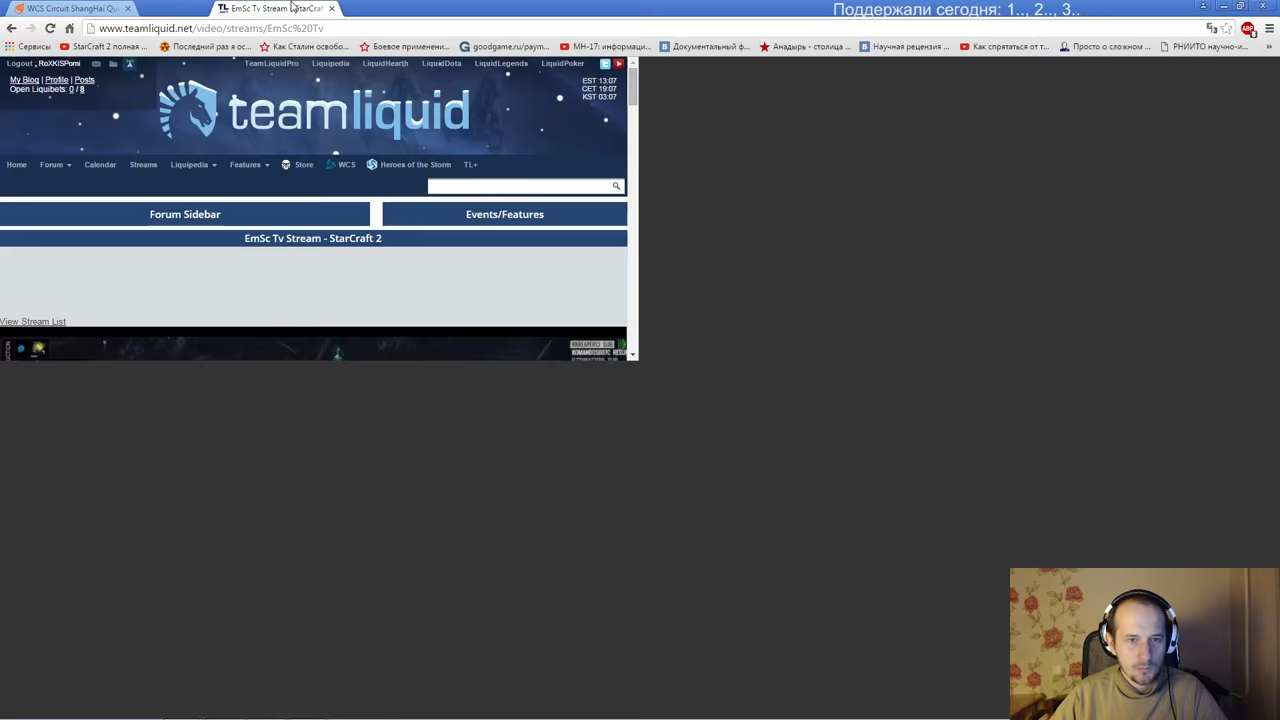 WCS Circuit ShangHai Qu
EmSc Tv Stream - StarCraf
Поддержали сегодня: 1.., 2.., 3..
www.teamliquid.net/video/streams/EmSc%20Tv
Сервисы
StarCraft 2 полная ...
Последний раз я ос...
Как Сталин освобо...
Боевое применени...
goodgame.ru/paym...
МН-17: информаци...
Документальный ф...
Анадырь - столица ...
Научная рецензия ...
Как спрятаться от т...
Просто о сложном ...
РНИИТО научно-и...
»
Logout
RoXKISPomi
TeamLiquidPro
Liquipedia
LiquidHearth
LiquidDota
LiquidLegends
LiquidPoker
My Blog | Profile | Posts
Open Liquibets: 0 / 8
EST 13:07
CET 19:07
KST 03:07
teamliquid
Home
Forum
Calendar
Streams
Liquipedia
Features
Store
WCS
Heroes of the Storm
TL+
Forum Sidebar
Events/Features
EmSc Tv Stream - StarCraft 2
View Stream List